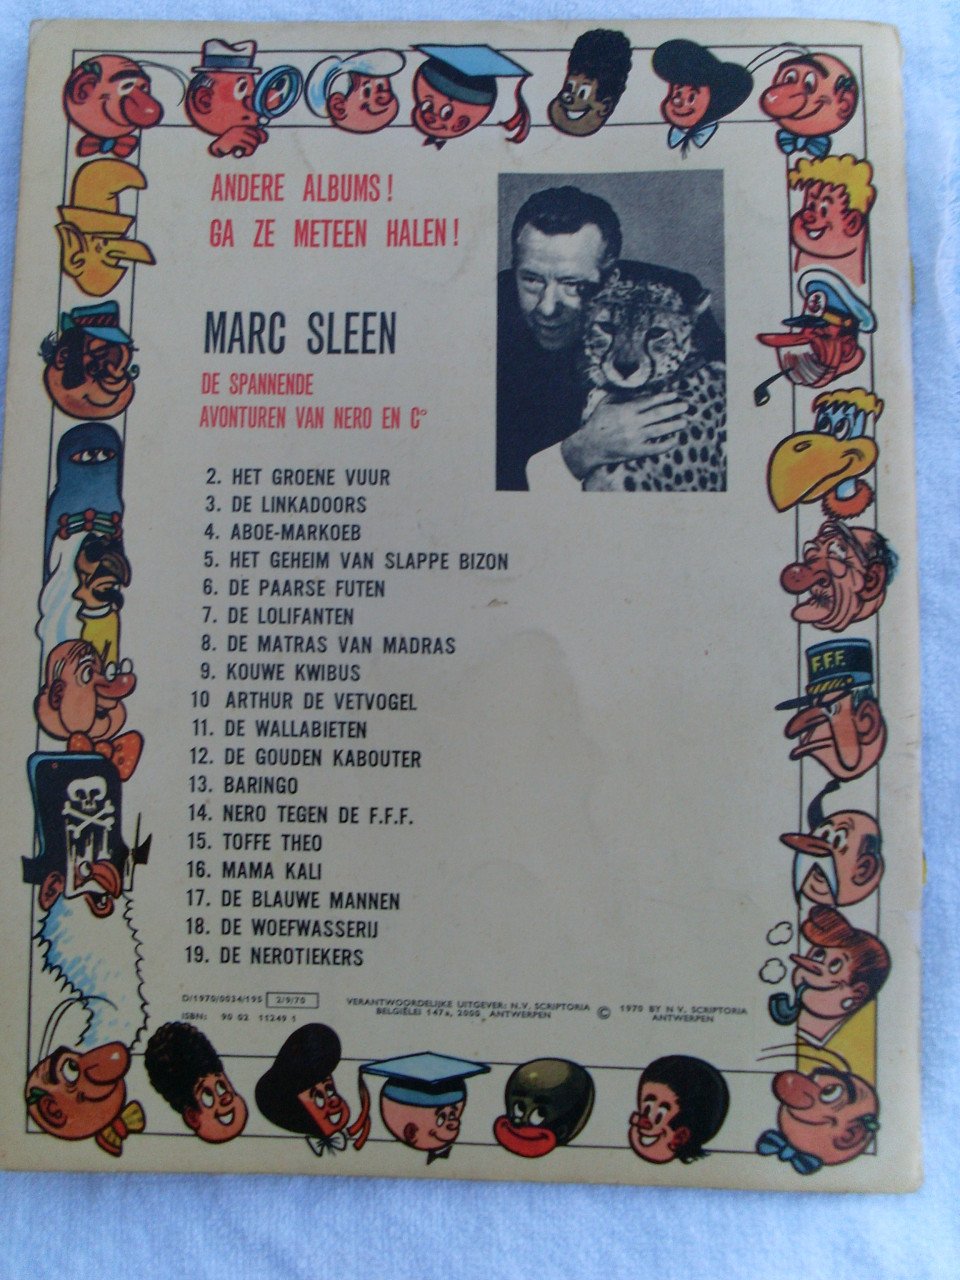 ANDERE ALBUMS!
GA ZE METEEN HALEN!
MARC SLEEN
DE SPANNENDE
AVONTUREN VAN NERO EN C°
2. HET GROENE VUUR
3. DE LINKADOORS
4. ABOE-MARKOEB
5. HET GEHEIM VAN SLAPPE BIZON
6. DE PAARSE FUTEN
7. DE LOLIFANTEN
8. DE MATRAS VAN MADRAS
9. KOUWE KWIBUS
10 ARTHUR DE VETVOGEL
11. DE WALLABIETEN
12. DE GOUDEN KABOUTER
13. BARINGO
14. NERO TEGEN DE F.F.F.
15. TOFFE THEO
16. MAMA KALI
17. DE BLAUWE MANNEN
18. DE WOEFWASSERIJ
19. DE NEROTIEKERS
D/1970/0034/195 2/9/70
ISBN: 90 02 11249 1
VERANTWOORDELIJKE UITGEVER: N.V. SCRIPTORIA
BELGIËLEI 147a, 2000 ANTWERPEN
© 1970 BY N.V. SCRIPTORIA
ANTWERPEN
F.F.F.